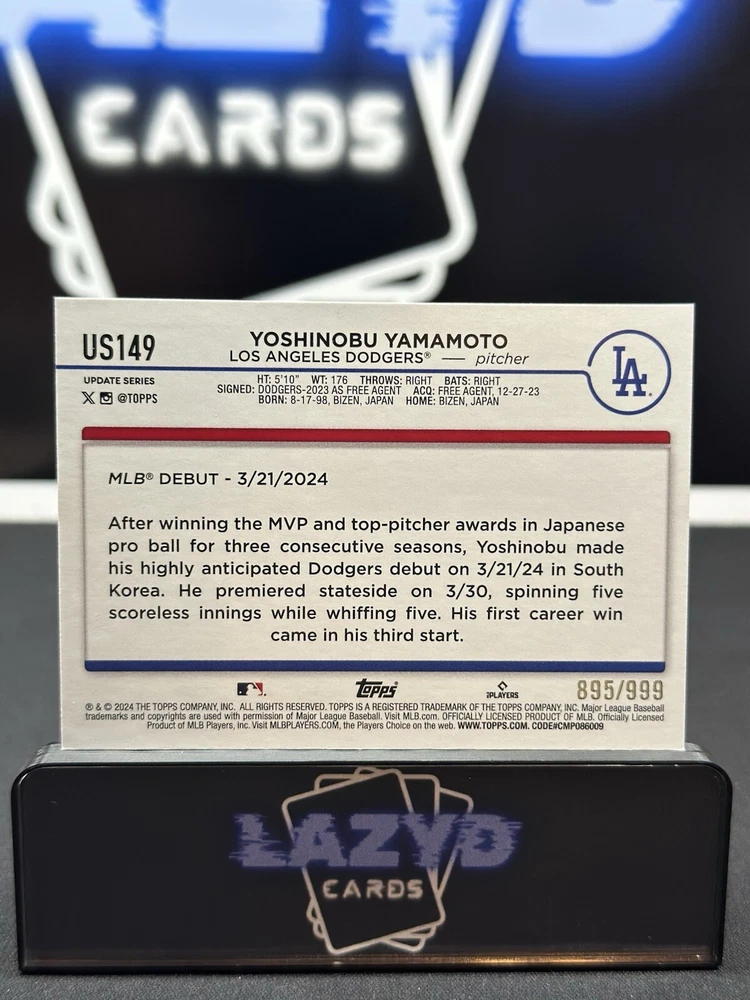 LAZYD
CARDS
US149
YOSHINOBU YAMAMOTO
LOS ANGELES DODGERS® — pitcher
LA
UPDATE SERIES
@TOPPS
HT: 5'10" WT: 176 THROWS: RIGHT BATS: RIGHT
SIGNED: DODGERS-2023 AS FREE AGENT ACQ: FREE AGENT, 12-27-23
BORN: 8-17-98, BIZEN, JAPAN HOME: BIZEN, JAPAN
MLB® DEBUT - 3/21/2024
After winning the MVP and top-pitcher awards in Japanese
pro ball for three consecutive seasons, Yoshinobu made
his highly anticipated Dodgers debut on 3/21/24 in South
Korea. He premiered stateside on 3/30, spinning five
scoreless innings while whiffing five. His first career win
came in his third start.
Topps
PLAYERS
895/999
® & © 2024 THE TOPPS COMPANY, INC. ALL RIGHTS RESERVED. TOPPS IS A REGISTERED TRADEMARK OF THE TOPPS COMPANY, INC. Major League Baseball
trademarks and copyrights are used with permission of Major League Baseball. Visit MLB.com. OFFICIALLY LICENSED PRODUCT OF MLB. Officially Licensed
Product of MLB Players, Inc. Visit MLBPLAYERS.COM, the Players Choice on the web. WWW.TOPPS.COM. CODE#CMP086009
LAZYD
CARDS